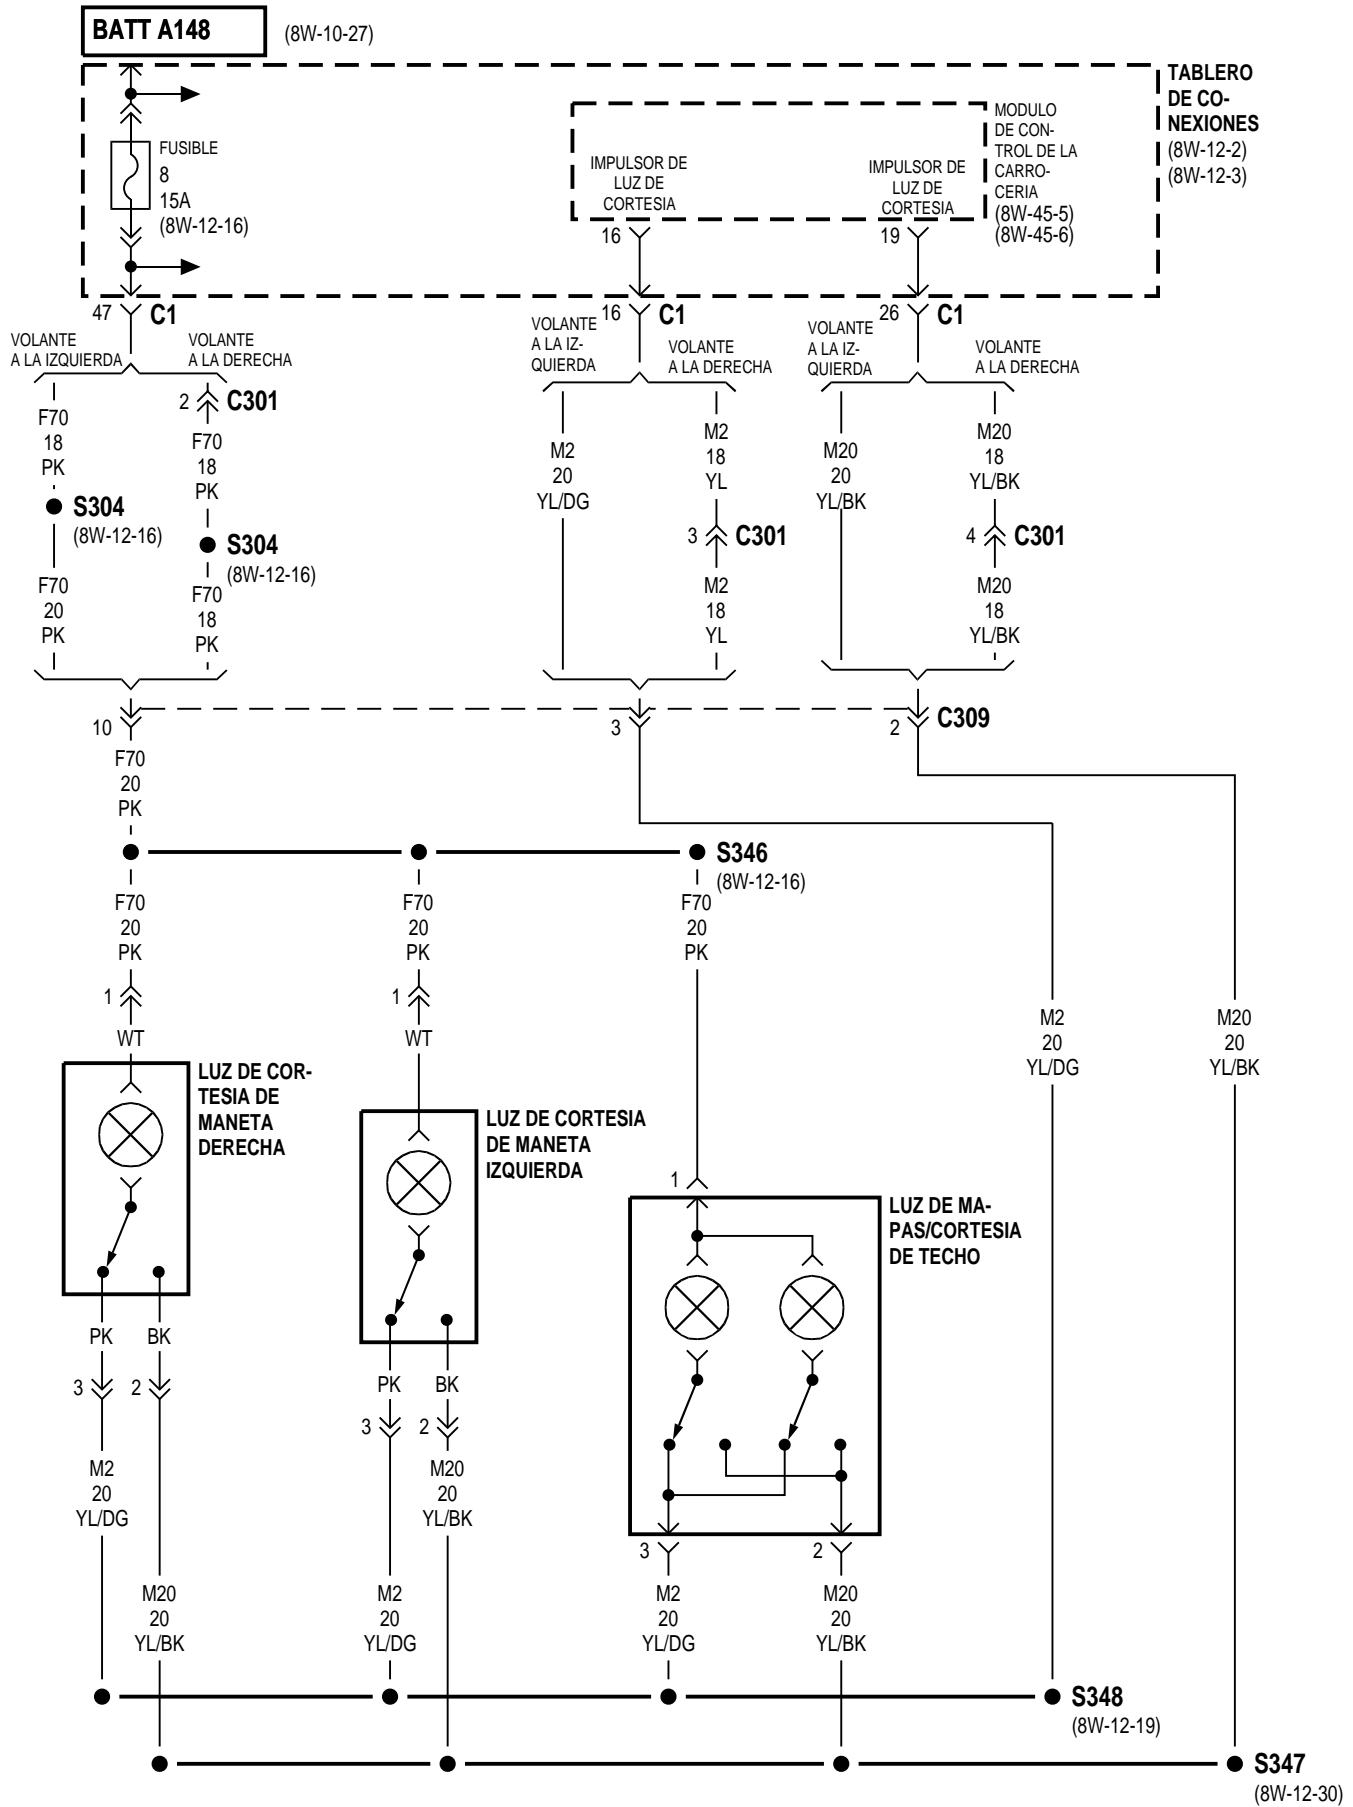 BATT A148
(8W-10-27)
TABLERO
DE CO-
NEXIONES
(8W-12-2)
(8W-12-3)
FUSIBLE
8
15A
(8W-12-16)
MODULO
DE CON-
TROL DE LA
CARRO-
CERIA
(8W-45-5)
(8W-45-6)
IMPULSOR DE
LUZ DE
CORTESIA
IMPULSOR DE
LUZ DE
CORTESIA
16
19
47 C1
16 C1
26 C1
VOLANTE
A LA IZQUIERDA
VOLANTE
A LA DERECHA
VOLANTE
A LA IZ-
QUIERDA
VOLANTE
A LA DERECHA
VOLANTE
A LA IZ-
QUIERDA
VOLANTE
A LA DERECHA
F70
18
PK
2 C301
F70
18
PK
S304
(8W-12-16)
S304
(8W-12-16)
F70
20
PK
F70
18
PK
M2
20
YL/DG
M2
18
YL
3 C301
M2
18
YL
M20
20
YL/BK
M20
18
YL/BK
4 C301
M20
18
YL/BK
10
3
2 C309
F70
20
PK
S346
(8W-12-16)
F70
20
PK
F70
20
PK
F70
20
PK
1
1
WT
WT
M2
20
YL/DG
M20
20
YL/BK
LUZ DE COR-
TESIA DE
MANETA
DERECHA
LUZ DE CORTESIA
DE MANETA
IZQUIERDA
1
LUZ DE MA-
PAS/CORTESIA
DE TECHO
PK
BK
3
2
PK
BK
3
2
M2
20
YL/DG
M20
20
YL/BK
3
2
M20
20
YL/BK
M2
20
YL/DG
M2
20
YL/DG
M20
20
YL/BK
S348
(8W-12-19)
S347
(8W-12-30)